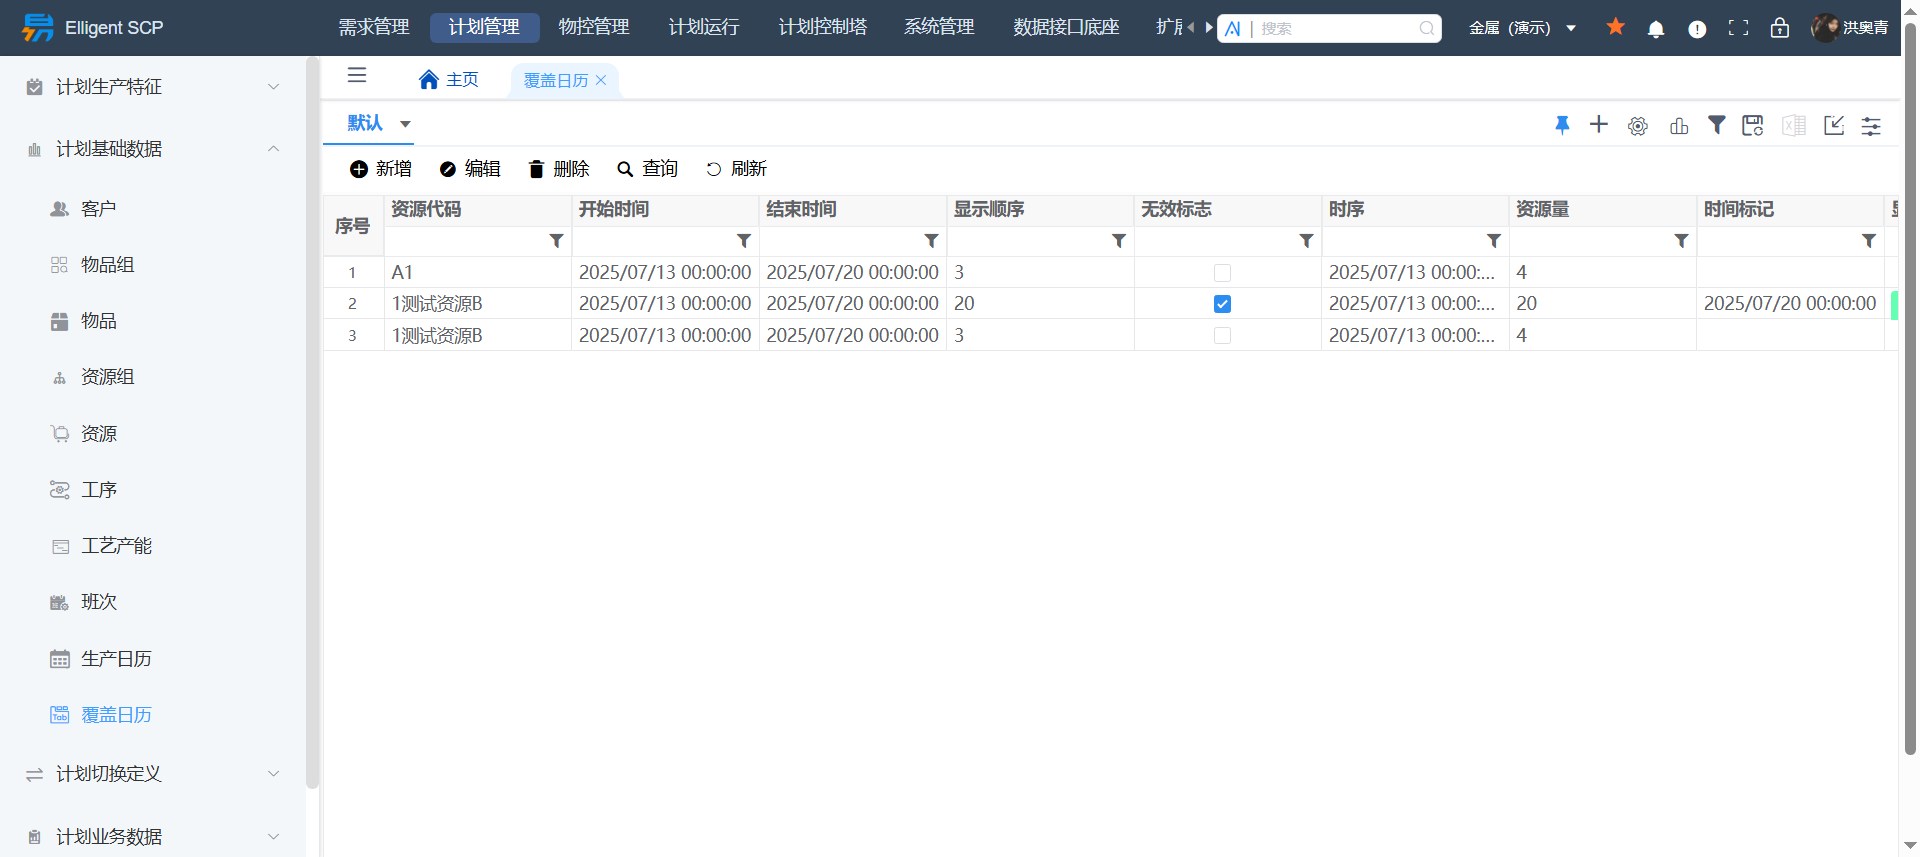 Elligent SCP
需求管理 计划管理 物控管理 计划运行 计划控制塔 系统管理 数据接口底座
搜索
金属 (演示)
洪奥青
计划生产特征
计划基础数据
客户
物品组
物品
资源组
资源
工序
工艺产能
班次
生产日历
Tab 覆盖日历
计划切换定义
计划业务数据
主页 覆盖日历
默认
新增 编辑 删除 查询 刷新
序号 资源代码 开始时间 结束时间 显示顺序 无效标志 时序 资源量 时间标记
1 A1 2025/07/13 00:00:00 2025/07/20 00:00:00 3 2025/07/13 00:00:... 4
2 1测试资源B 2025/07/13 00:00:00 2025/07/20 00:00:00 20 2025/07/13 00:00:... 20 2025/07/20 00:00:00
3 1测试资源B 2025/07/13 00:00:00 2025/07/20 00:00:00 3 2025/07/13 00:00:... 4